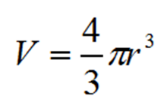 V = 4/3 πr³